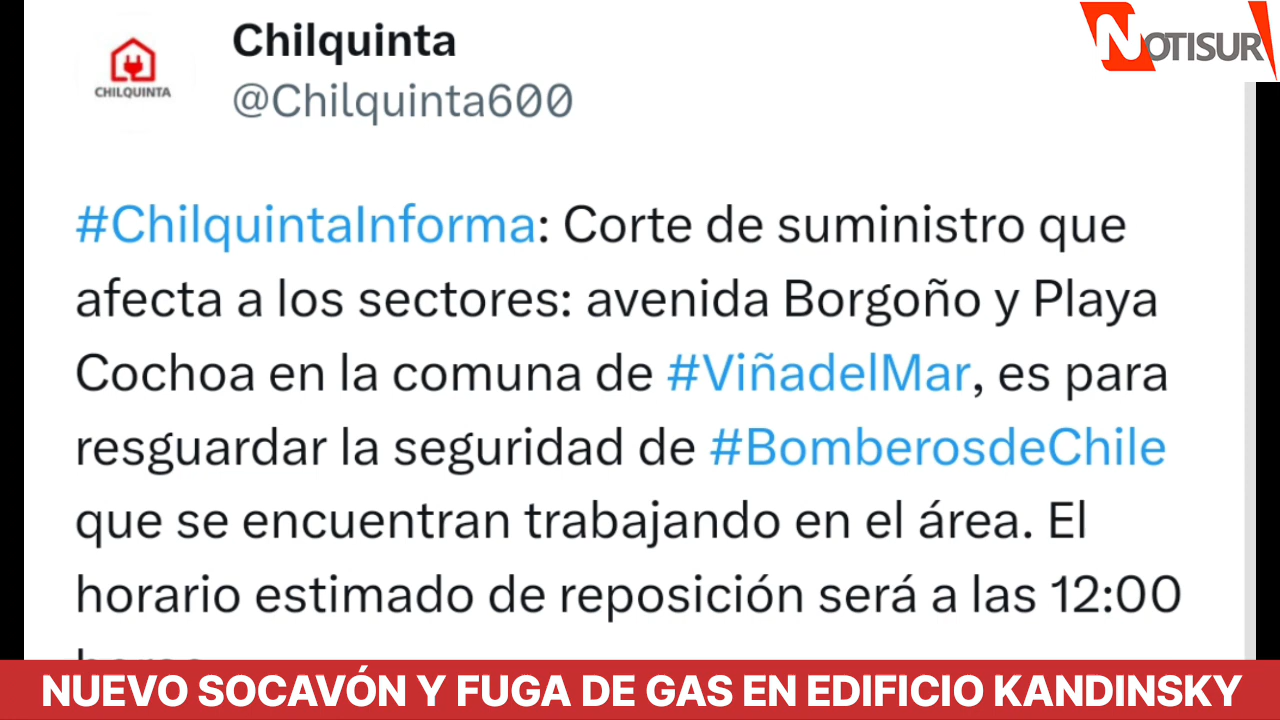 NOTISUR
CHILQUINTA
Chilquinta
@Chilquinta600
#ChilquintaInforma: Corte de suministro que
afecta a los sectores: avenida Borgoño y Playa
Cochoa en la comuna de #ViñadelMar, es para
resguardar la seguridad de #BomberosdeChile
que se encuentran trabajando en el área. El
horario estimado de reposición será a las 12:00
NUEVO SOCAVÓN Y FUGA DE GAS EN EDIFICIO KANDINSKY